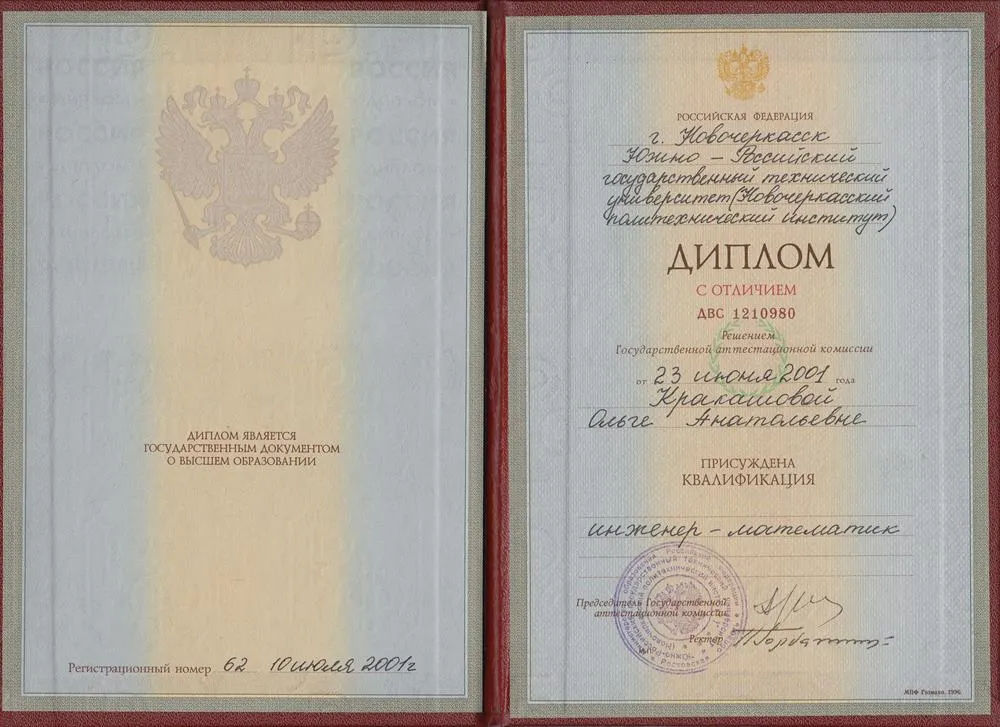 ДИПЛОМ ЯВЛЯЕТСЯ
ГОСУДАРСТВЕННЫМ ДОКУМЕНТОМ
О ВЫСШЕМ ОБРАЗОВАНИИ
Регистрационный номер 62 10 июля 2001г
РОССИЙСКАЯ ФЕДЕРАЦИЯ
г. Новочеркасск
Южно – Российский
государственный технический
университет (Новочеркасский
политехнический институт)
ДИПЛОМ
С ОТЛИЧИЕМ
ДВС 1210980
Решением
Государственной аттестационной комиссии
от 23 июня 2001 года
Кракашовой
Ольге Анатольевне
ПРИСУЖДЕНА
КВАЛИФИКАЦИЯ
инженер – математик
Председатель Государственной
аттестационной комиссии
Ректор
МПФ Гознака. 1996.